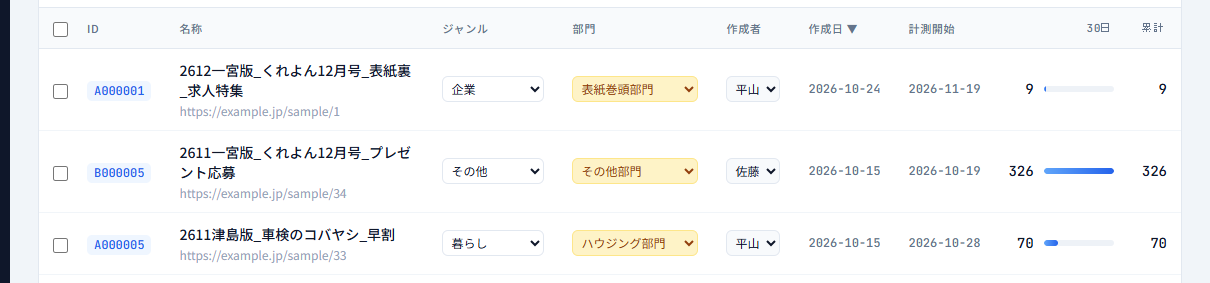 ID 名称 ジャンル 部門 作成者 作成日 ▼ 計測開始 30日 累計
2612一宮版_くれよん12月号_表紙裏
_求人特集
https://example.jp/sample/1
A000001 企業 表紙巻頭部門 平山 2026-10-24 2026-11-19 9 9
2611一宮版_くれよん12月号_プレゼ
ント応募
https://example.jp/sample/34
B000005 その他 その他部門 佐藤 2026-10-15 2026-10-19 326 326
2611津島版_車検のコバヤシ_早割
https://example.jp/sample/33
A000005 暮らし ハウジング部門 平山 2026-10-15 2026-10-28 70 70